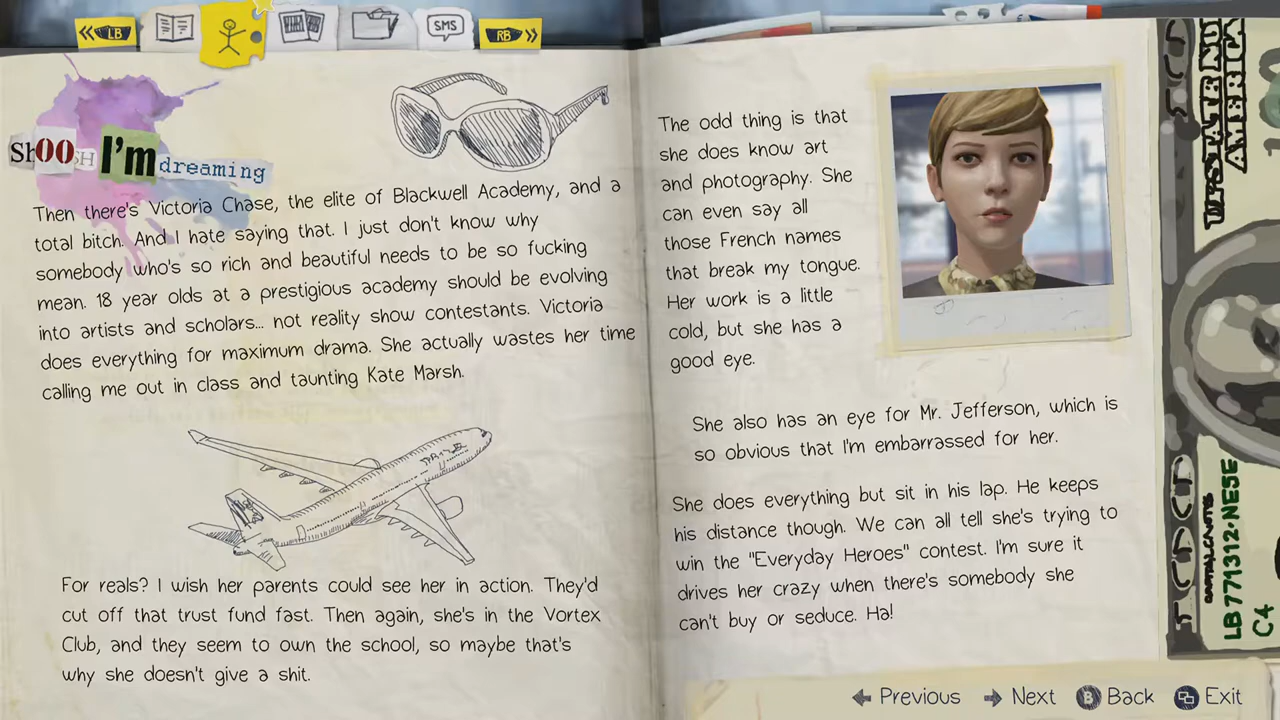 LB
SMS
RB
ShOOSH I'm dreaming
Then there's Victoria Chase, the elite of Blackwell Academy, and a
total bitch. And I hate saying that. I just don't know why
somebody who's so rich and beautiful needs to be so fucking
mean. 18 year olds at a prestigious academy should be evolving
into artists and scholars... not reality show contestants. Victoria
does everything for maximum drama. She actually wastes her time
calling me out in class and taunting Kate Marsh.
For reals? I wish her parents could see her in action. They'd
cut off that trust fund fast. Then again, she's in the Vortex
Club, and they seem to own the school, so maybe that's
why she doesn't give a shit.
The odd thing is that
she does know art
and photography. She
can even say all
those French names
that break my tongue.
Her work is a little
cold, but she has a
good eye.
She also has an eye for Mr. Jefferson, which is
so obvious that I'm embarrassed for her.
She does everything but sit in his lap. He keeps
his distance though. We can all tell she's trying to
win the "Everyday Heroes" contest. I'm sure it
drives her crazy when there's somebody she
can't buy or seduce. Ha!
AMERICA
LB771312-NE5E
C4
Previous
Next
B Back
Exit